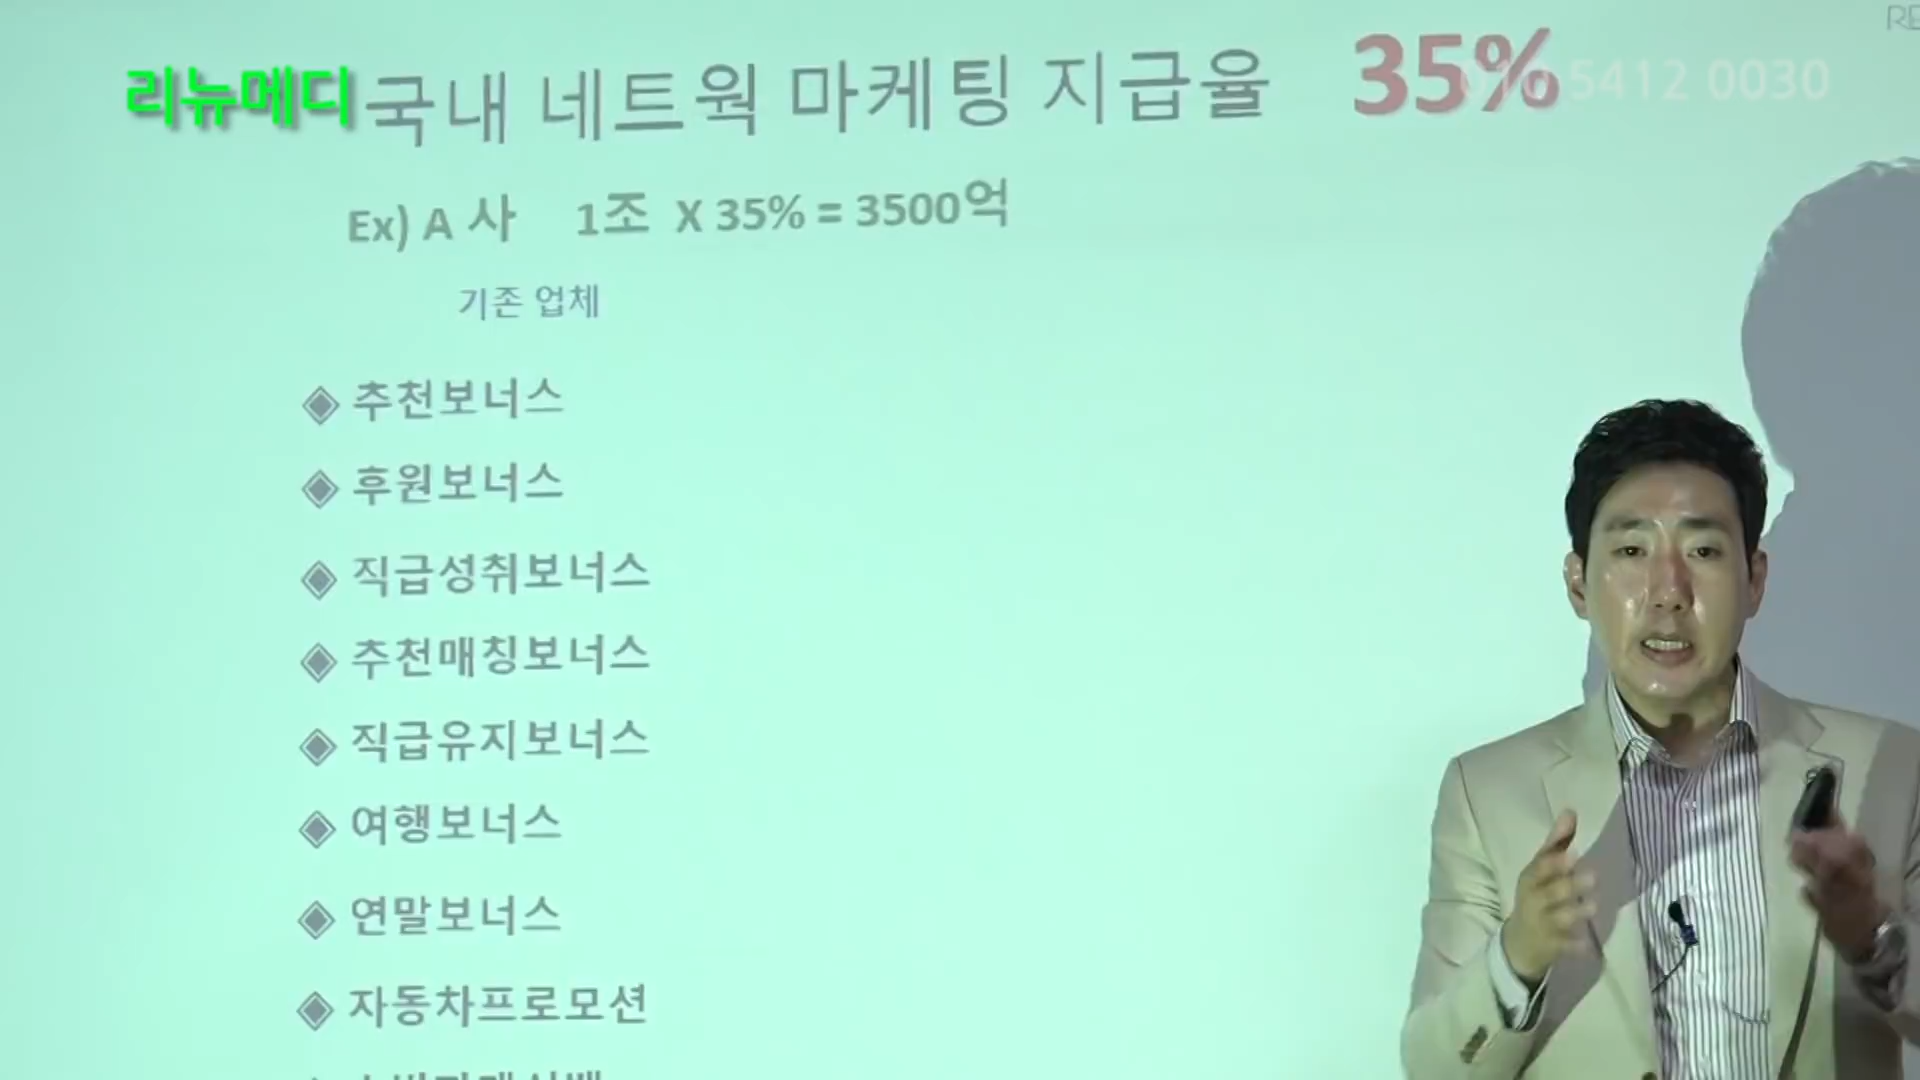 리뉴메디 국내 네트웍 마케팅 지급율 35%
010 5412 0030
RE
Ex) A 사 1조 X 35% = 3500억
기존 업체
◈ 추천보너스
◈ 후원보너스
◈ 직급성취보너스
◈ 추천매칭보너스
◈ 직급유지보너스
◈ 여행보너스
◈ 연말보너스
◈ 자동차프로모션